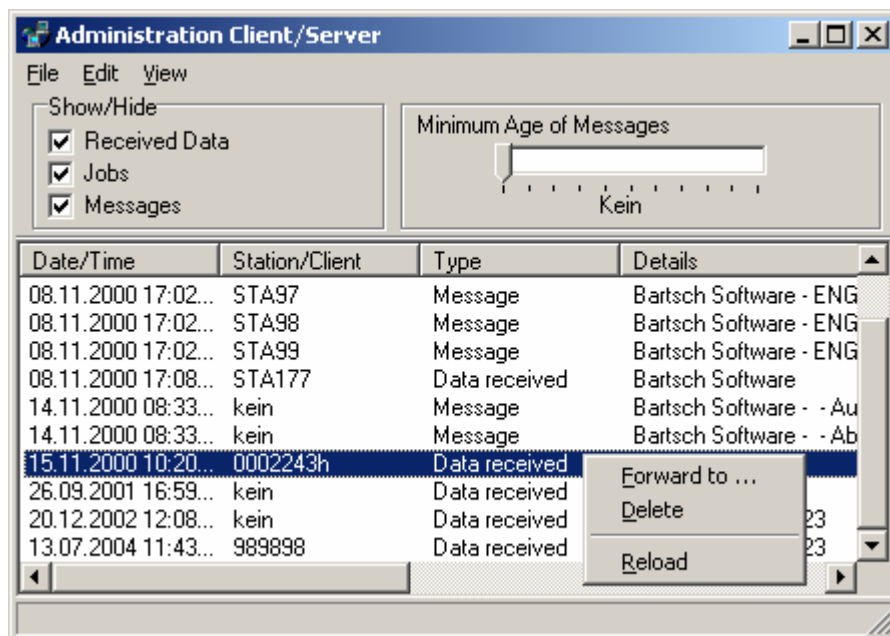 Administration Client/Server
File Edit View
Show/Hide
Received Data
Jobs
Messages
Minimum Age of Messages
Kein
Date/Time Station/Client Type Details
08.11.2000 17:02... STA97 Message Bartsch Software - ENG
08.11.2000 17:02... STA98 Message Bartsch Software - ENG
08.11.2000 17:02... STA99 Message Bartsch Software - ENG
08.11.2000 17:08... STA177 Data received Bartsch Software
14.11.2000 08:33... kein Message Bartsch Software - - Au
14.11.2000 08:33... kein Message Bartsch Software - - Ab
15.11.2000 10:20... 0002243h Data received
26.09.2001 16:59... kein Data received
20.12.2002 12:08... kein Data received 23
13.07.2004 11:43... 989898 Data received 23
Forward to ...
Delete
Reload